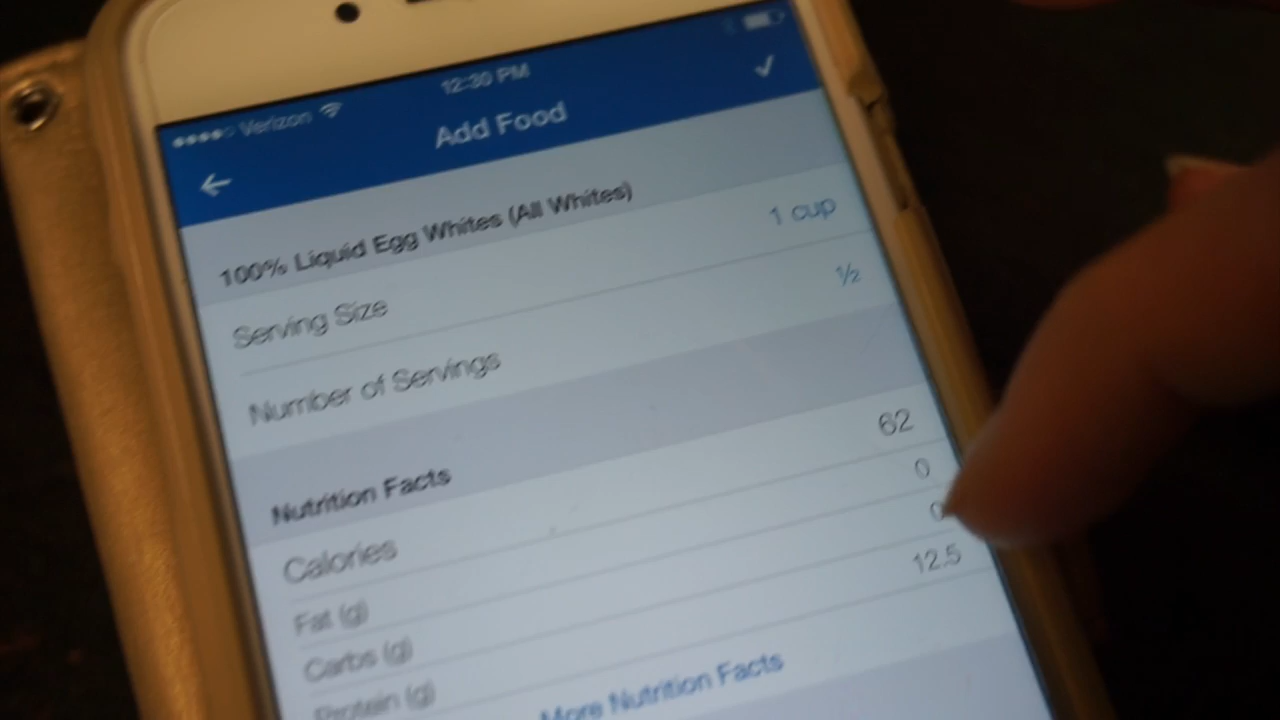 Verizon 12:30 PM
Add Food
100% Liquid Egg Whites (All Whites)
Serving Size 1 cup
Number of Servings ½
Nutrition Facts
Calories 62
Fat (g) 0
Carbs (g) 0
Protein (g) 12.5
More Nutrition Facts